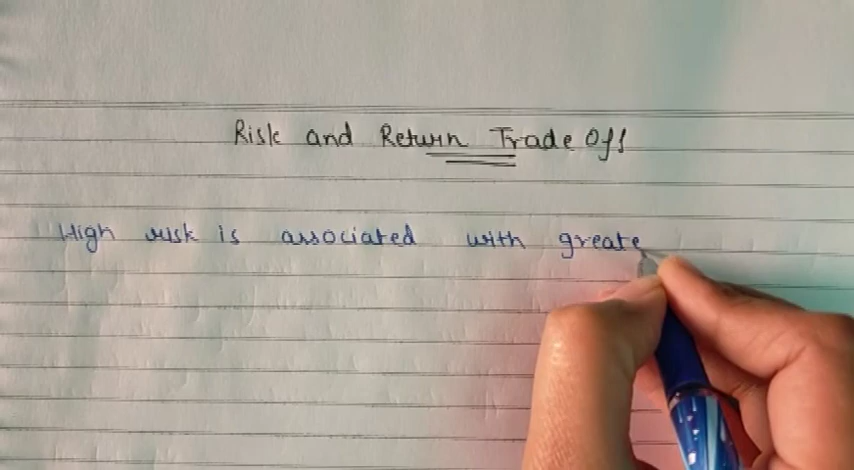 Risk and Return Trade Off
High risk is associated with greate